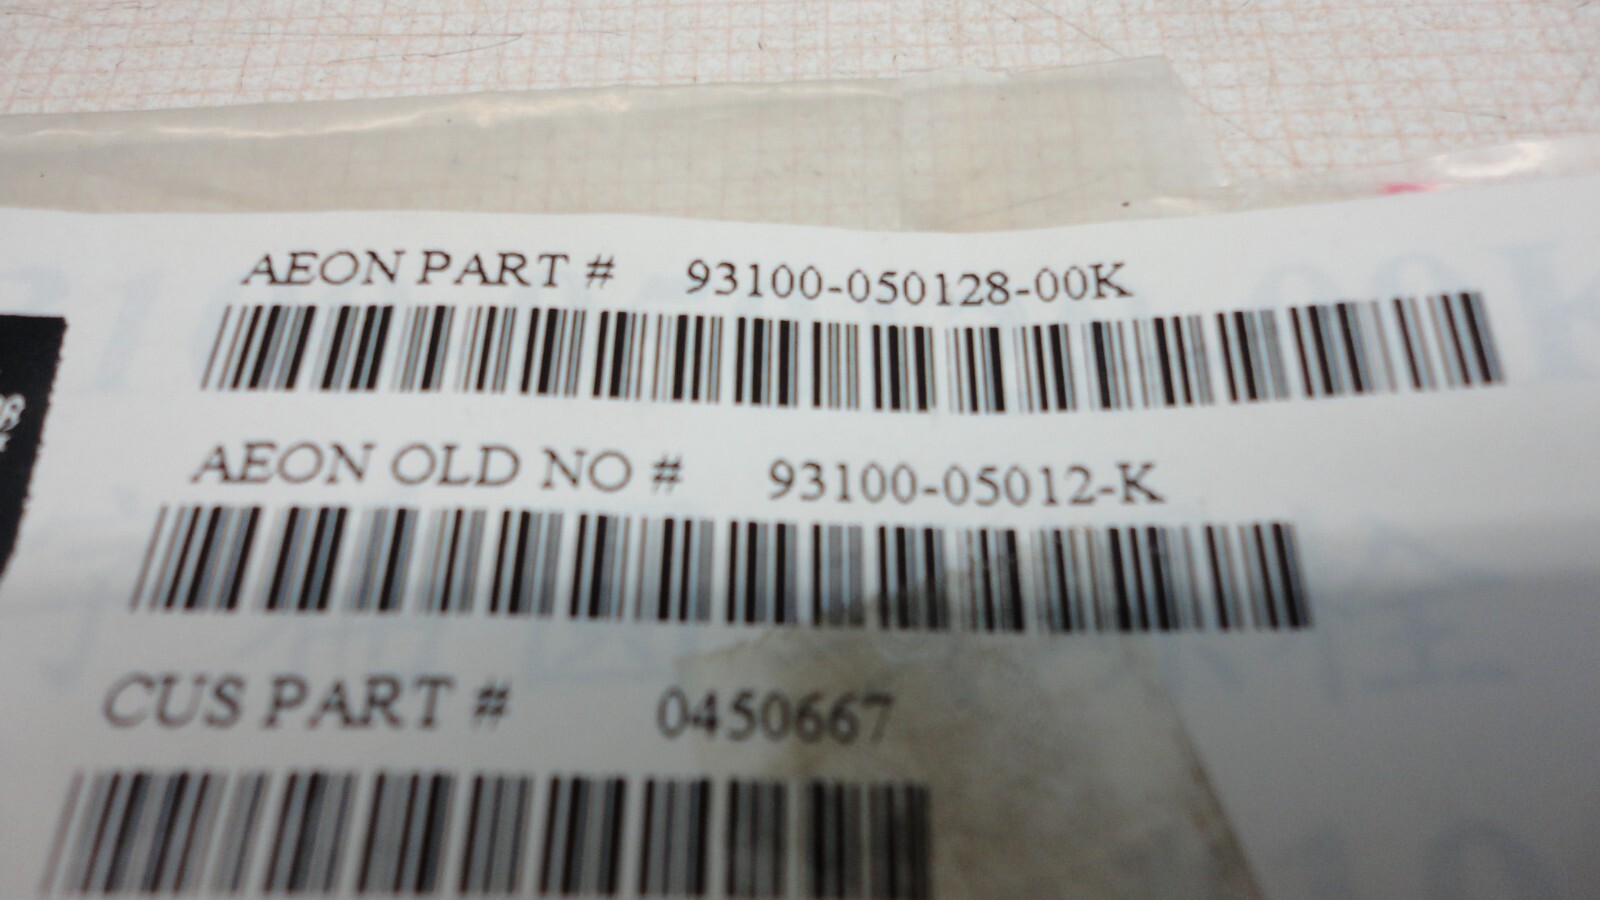 AEON PART # 93100-050128-00K
AEON OLD NO # 93100-05012-K
CUS PART # 0450667